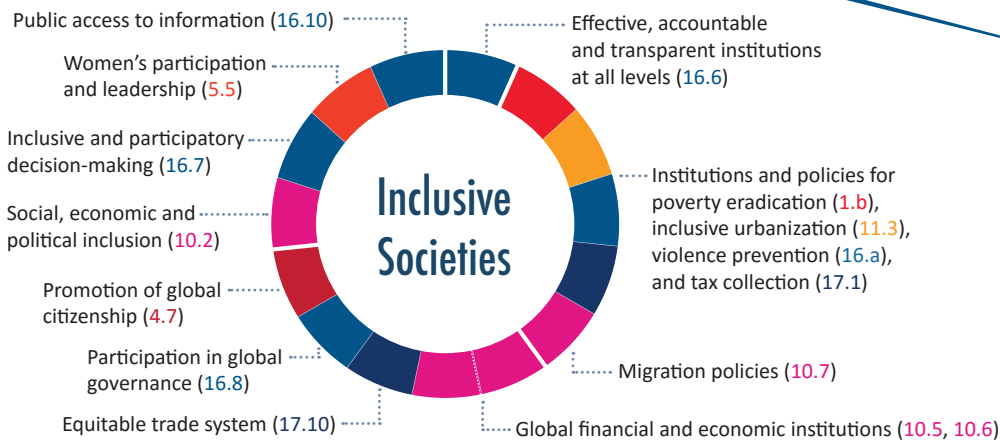 Public access to information (16.10)
Women’s participation
and leadership (5.5)
Inclusive and participatory
decision-making (16.7)
Social, economic and
political inclusion (10.2)
Promotion of global
citizenship (4.7)
Participation in global
governance (16.8)
Equitable trade system (17.10)
Inclusive
Societies
Effective, accountable
and transparent institutions
at all levels (16.6)
Institutions and policies for
poverty eradication (1.b),
inclusive urbanization (11.3),
violence prevention (16.a),
and tax collection (17.1)
Migration policies (10.7)
Global financial and economic institutions (10.5, 10.6)